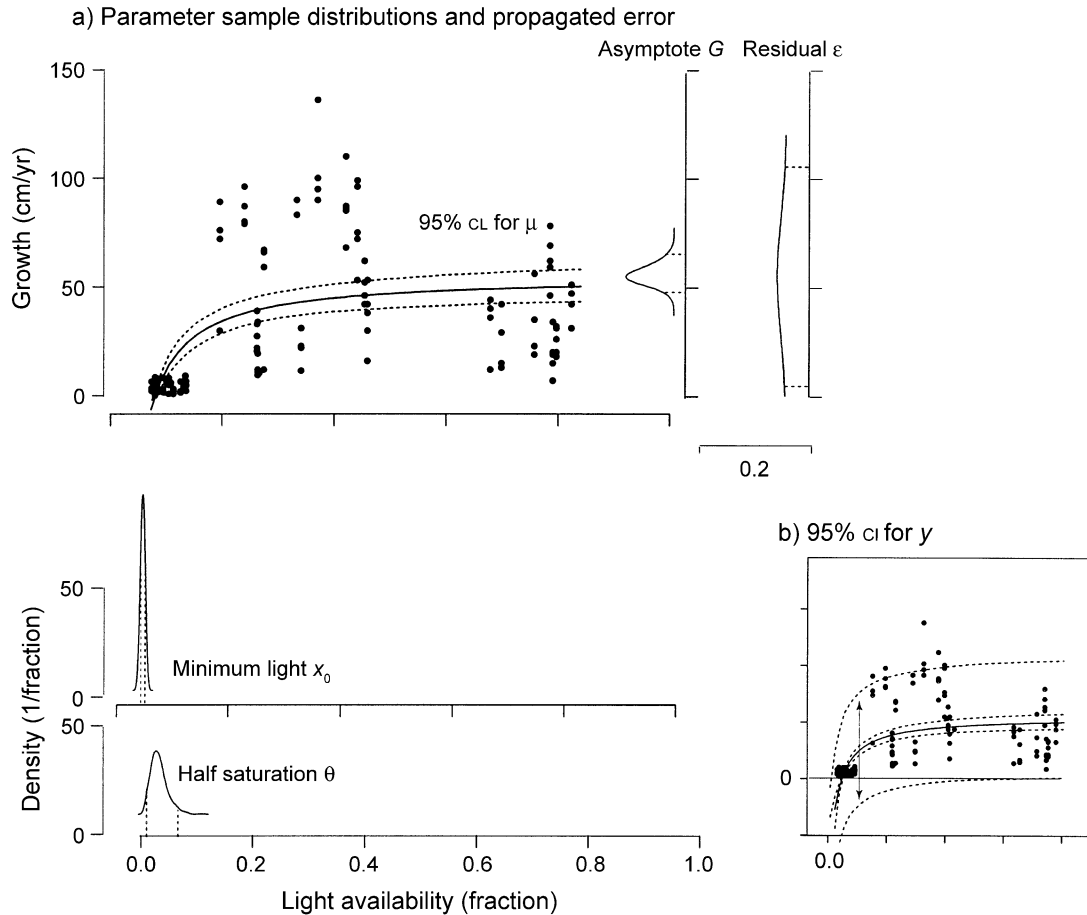 a) Parameter sample distributions and propagated error
Asymptote G Residual ε
150
100
50
0
Growth (cm/yr)
95% CL for μ
0.2
b) 95% CI for y
50
0
Minimum light x0
50
0
Half saturation θ
Density (1/fraction)
0.0 0.2 0.4 0.6 0.8 1.0
Light availability (fraction)
0
0.0